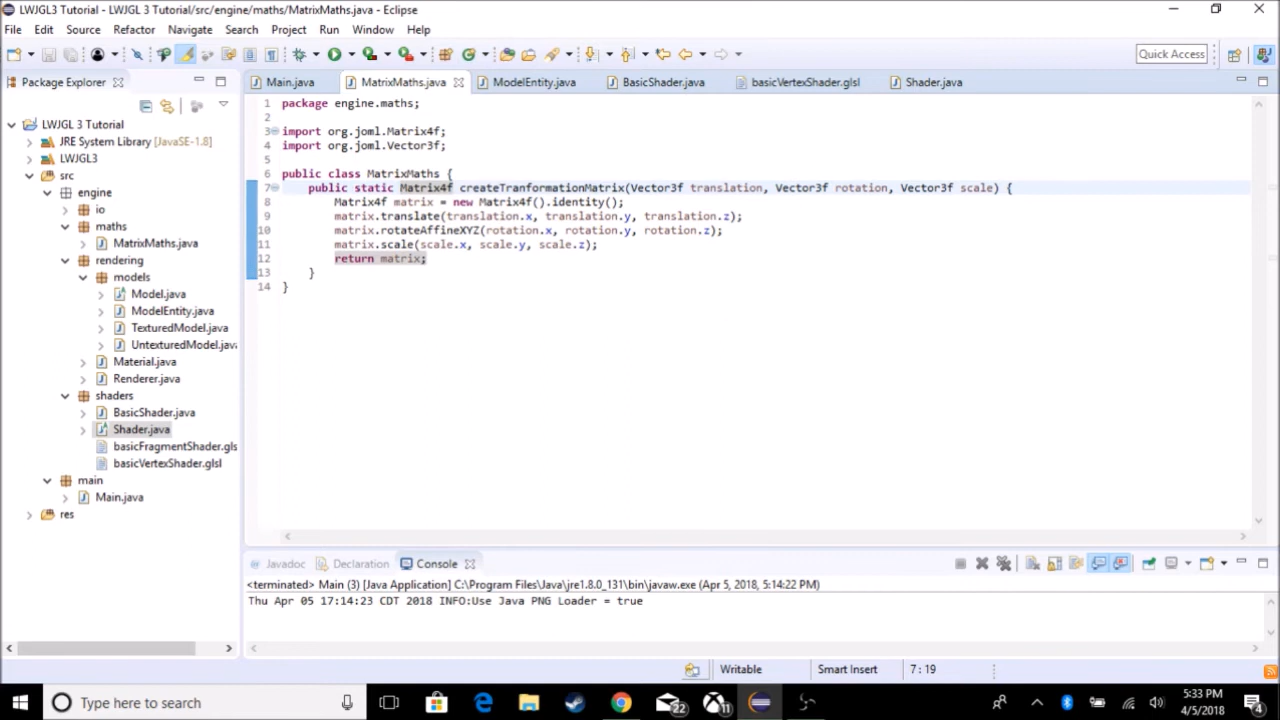 LWJGL3 Tutorial - LWJGL 3 Tutorial/src/engine/maths/MatrixMaths.java - Eclipse
File Edit Source Refactor Navigate Search Project Run Window Help
Quick Access
Package Explorer
Main.java MatrixMaths.java ModelEntity.java BasicShader.java basicVertexShader.glsl Shader.java
LWJGL 3 Tutorial
JRE System Library [JavaSE-1.8]
LWJGL3
src
engine
io
maths
MatrixMaths.java
rendering
models
Model.java
ModelEntity.java
TexturedModel.java
UntexturedModel.java
Material.java
Renderer.java
shaders
BasicShader.java
Shader.java
basicFragmentShader.gls
basicVertexShader.glsl
main
Main.java
res
1 package engine.maths;
2
3 import org.joml.Matrix4f;
4 import org.joml.Vector3f;
5
6 public class MatrixMaths {
7 public static Matrix4f createTranformationMatrix(Vector3f translation, Vector3f rotation, Vector3f scale) {
8 Matrix4f matrix = new Matrix4f().identity();
9 matrix.translate(translation.x, translation.y, translation.z);
10 matrix.rotateAffineXYZ(rotation.x, rotation.y, rotation.z);
11 matrix.scale(scale.x, scale.y, scale.z);
12 return matrix;
13 }
14 }
Javadoc Declaration Console
<terminated> Main (3) [Java Application] C:\Program Files\Java\jre1.8.0_131\bin\javaw.exe (Apr 5, 2018, 5:14:22 PM)
Thu Apr 05 17:14:23 CDT 2018 INFO:Use Java PNG Loader = true
Writable Smart Insert 7 : 19
Type here to search
22
11
5:33 PM
4/5/2018
4